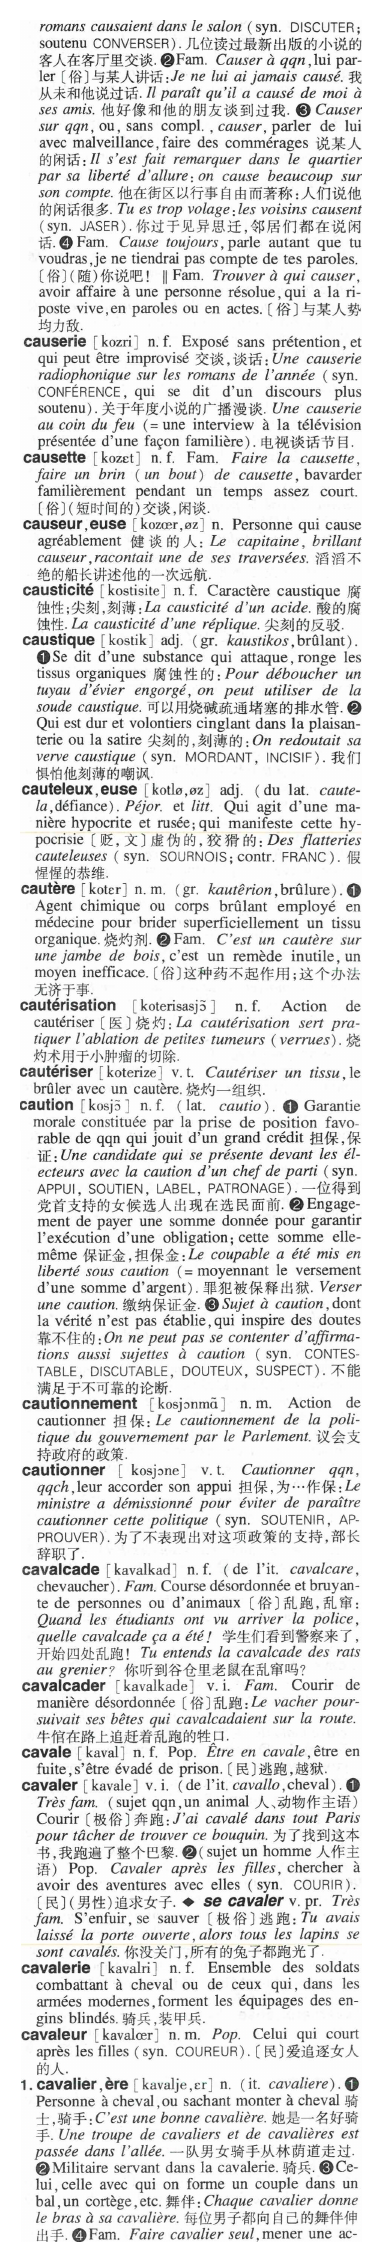 romans causaient dans le salon (syn. DISCUTER;
soutenu CONVERSER). 几位读过最新出版的小说的
客人在客厅里交谈. ❷Fam. Causer à qqn, lui par-
ler [俗]与某人讲话:Je ne lui ai jamais causé. 我
从未和他说过话. Il paraît qu'il a causé de moi à
ses amis. 他好像和他的朋友谈到过我. ❸ Causer
sur qqn, ou, sans compl., causer, parler de lui
avec malveillance, faire des commérages 说某人
的闲话:Il s'est fait remarquer dans le quartier
par sa liberté d'allure: on cause beaucoup sur
son compte. 他在街区以行事自由而著称:人们说他
的闲话很多. Tu es trop volage: les voisins causent
(syn. JASER). 你过于见异思迁,邻居们都在说闲
话. ❹ Fam. Cause toujours, parle autant que tu
voudras, je ne tiendrai pas compte de tes paroles.
[俗](随)你说吧! ‖ Fam. Trouver à qui causer,
avoir affaire à une personne résolue, qui a la ri-
poste vive, en paroles ou en actes. [俗]与某人势
均力敌.
causerie [kozri] n. f. Exposé sans prétention, et
qui peut être improvisé 交谈,谈话:Une causerie
radiophonique sur les romans de l'année (syn.
CONFÉRENCE, qui se dit d'un discours plus
soutenu). 关于年度小说的广播漫谈. Une causerie
au coin du feu (= une interview à la télévision
présentée d'une façon familière). 电视谈话节目.
causette [kozɛt] n. f. Fam. Faire la causette,
faire un brin (un bout) de causette, bavarder
familièrement pendant un temps assez court.
[俗](短时间的)交谈,闲谈.
causeur, euse [kozœr, øz] n. Personne qui cause
agréablement 健谈的人: Le capitaine, brillant
causeur, racontait une de ses traversées. 滔滔不
绝的船长讲述他的一次远航.
causticité [kostisite] n. f. Caractère caustique 腐
蚀性;尖刻,刻薄:La causticité d'un acide. 酸的腐
蚀性. La causticité d'une réplique. 尖刻的反驳.
caustique [kostik] adj. (gr. kaustikos, brûlant).
❶Se dit d'une substance qui attaque, ronge les
tissus organiques 腐蚀性的: Pour déboucher un
tuyau d'évier engorgé, on peut utiliser de la
soude caustique. 可以用烧碱疏通堵塞的排水管. ❷
Qui est dur et volontiers cinglant dans la plaisan-
terie ou la satire 尖刻的,刻薄的:On redoutait sa
verve caustique (syn. MORDANT, INCISIF). 我们
惧怕他刻薄的嘲讽.
cauteleux, euse [kotlø, øz] adj. (du lat. caute-
la, défiance). Péjor. et litt. Qui agit d'une ma-
nière hypocrite et rusée; qui manifeste cette hy-
pocrisie [贬,文]虚伪的,狡猾的: Des flatteries
cauteleuses (syn. SOURNOIS; contr. FRANC). 假
惺惺的恭维.
cautère [kotɛr] n. m. (gr. kautêrion, brûlure). ❶
Agent chimique ou corps brûlant employé en
médecine pour brider superficiellement un tissu
organique. 烧灼剂. ❷ Fam. C'est un cautère sur
une jambe de bois, c'est un remède inutile, un
moyen inefficace. [俗]这种药不起作用;这个办法
无济于事.
cautérisation [koterisasjɔ̃] n. f. Action de
cautériser [医]烧灼: La cautérisation sert pra-
tiquer l'ablation de petites tumeurs (verrues). 烧
灼术用于小肿瘤的切除.
cautériser [koterize] v. t. Cautériser un tissu, le
brûler avec un cautère. 烧灼一组织.
caution [kosjɔ̃] n. f. (lat. cautio). ❶ Garantie
morale constituée par la prise de position favo-
rable de qqn qui jouit d'un grand crédit 担保,保
证:Une candidate qui se présente devant les él-
ecteurs avec la caution d'un chef de parti (syn.
APPUI, SOUTIEN, LABEL, PATRONAGE). 一位得到
党首支持的女候选人出现在选民面前. ❷Engage-
ment de payer une somme donnée pour garantir
l'exécution d'une obligation; cette somme elle-
même 保证金,担保金:Le coupable a été mis en
liberté sous caution (= moyennant le versement
d'une somme d'argent). 罪犯被保释出狱. Verser
une caution. 缴纳保证金. ❸Sujet à caution, dont
la vérité n'est pas établie, qui inspire des doutes
靠不住的:On ne peut pas se contenter d'affirma-
tions aussi sujettes à caution (syn. CONTES-
TABLE, DISCUTABLE, DOUTEUX, SUSPECT). 不能
满足于不可靠的论断.
cautionnement [kosjɔnmɑ̃] n. m. Action de
cautionner 担保: Le cautionnement de la poli-
tique du gouvernement par le Parlement. 议会支
持政府的政策.
cautionner [kosjɔne] v. t. Cautionner qqn,
qqch, leur accorder son appui 担保,为…作保:Le
ministre a démissionné pour éviter de paraître
cautionner cette politique (syn. SOUTENIR, AP-
PROUVER). 为了不表现出对这项政策的支持,部长
辞职了.
cavalcade [kavalkad] n. f. (de l'it. cavalcare,
chevaucher). Fam. Course désordonnée et bruyan-
te de personnes ou d'animaux [俗]乱跑,乱窜:
Quand les étudiants ont vu arriver la police,
quelle cavalcade ça a été! 学生们看到警察来了,
开始四处乱跑! Tu entends la cavalcade des rats
au grenier? 你听到谷仓里老鼠在乱窜吗?
cavalcader [kavalkade] v. i. Fam. Courir de
manière désordonnée [俗]乱跑: Le vacher pour-
suivait ses bêtes qui cavalcadaient sur la route.
牛倌在路上追赶着乱跑的牲口.
cavale [kaval] n. f. Pop. Être en cavale, être en
fuite, s'être évadé de prison. [民]逃跑,越狱.
cavaler [kavale] v. i. (de l'it. cavallo, cheval). ❶
Très fam. (sujet qqn, un animal 人、动物作主语)
Courir [极俗]奔跑:J'ai cavalé dans tout Paris
pour tâcher de trouver ce bouquin. 为了找到这本
书,我跑遍了整个巴黎. ❷(sujet un homme 人作主
语) Pop. Cavaler après les filles, chercher à
avoir des aventures avec elles (syn. COURIR).
[民](男性)追求女子. ◆ se cavaler v. pr. Très
fam. S'enfuir, se sauver [极俗]逃跑:Tu avais
laissé la porte ouverte, alors tous les lapins se
sont cavalés. 你没关门,所有的兔子都跑光了.
cavalerie [kavalri] n. f. Ensemble des soldats
combattant à cheval ou de ceux qui, dans les
armées modernes, forment les équipages des en-
gins blindés. 骑兵,装甲兵.
cavaleur [kavalœr] n. m. Pop. Celui qui court
après les filles (syn. COUREUR). [民]爱追逐女人
的人.
1. cavalier, ère [kavalje, ɛr] n. (it. cavaliere). ❶
Personne à cheval, ou sachant monter à cheval 骑
士,骑手:C'est une bonne cavalière. 她是一名好骑
手. Une troupe de cavaliers et de cavalières est
passée dans l'allée. 一队男女骑手从林荫道走过.
❷Militaire servant dans la cavalerie. 骑兵. ❸Ce-
lui, celle avec qui on forme un couple dans un
bal, un cortège, etc. 舞伴: Chaque cavalier donne
le bras à sa cavalière. 每位男子都向自己的舞伴伸
出手. ❹Fam. Faire cavalier seul, mener une ac-